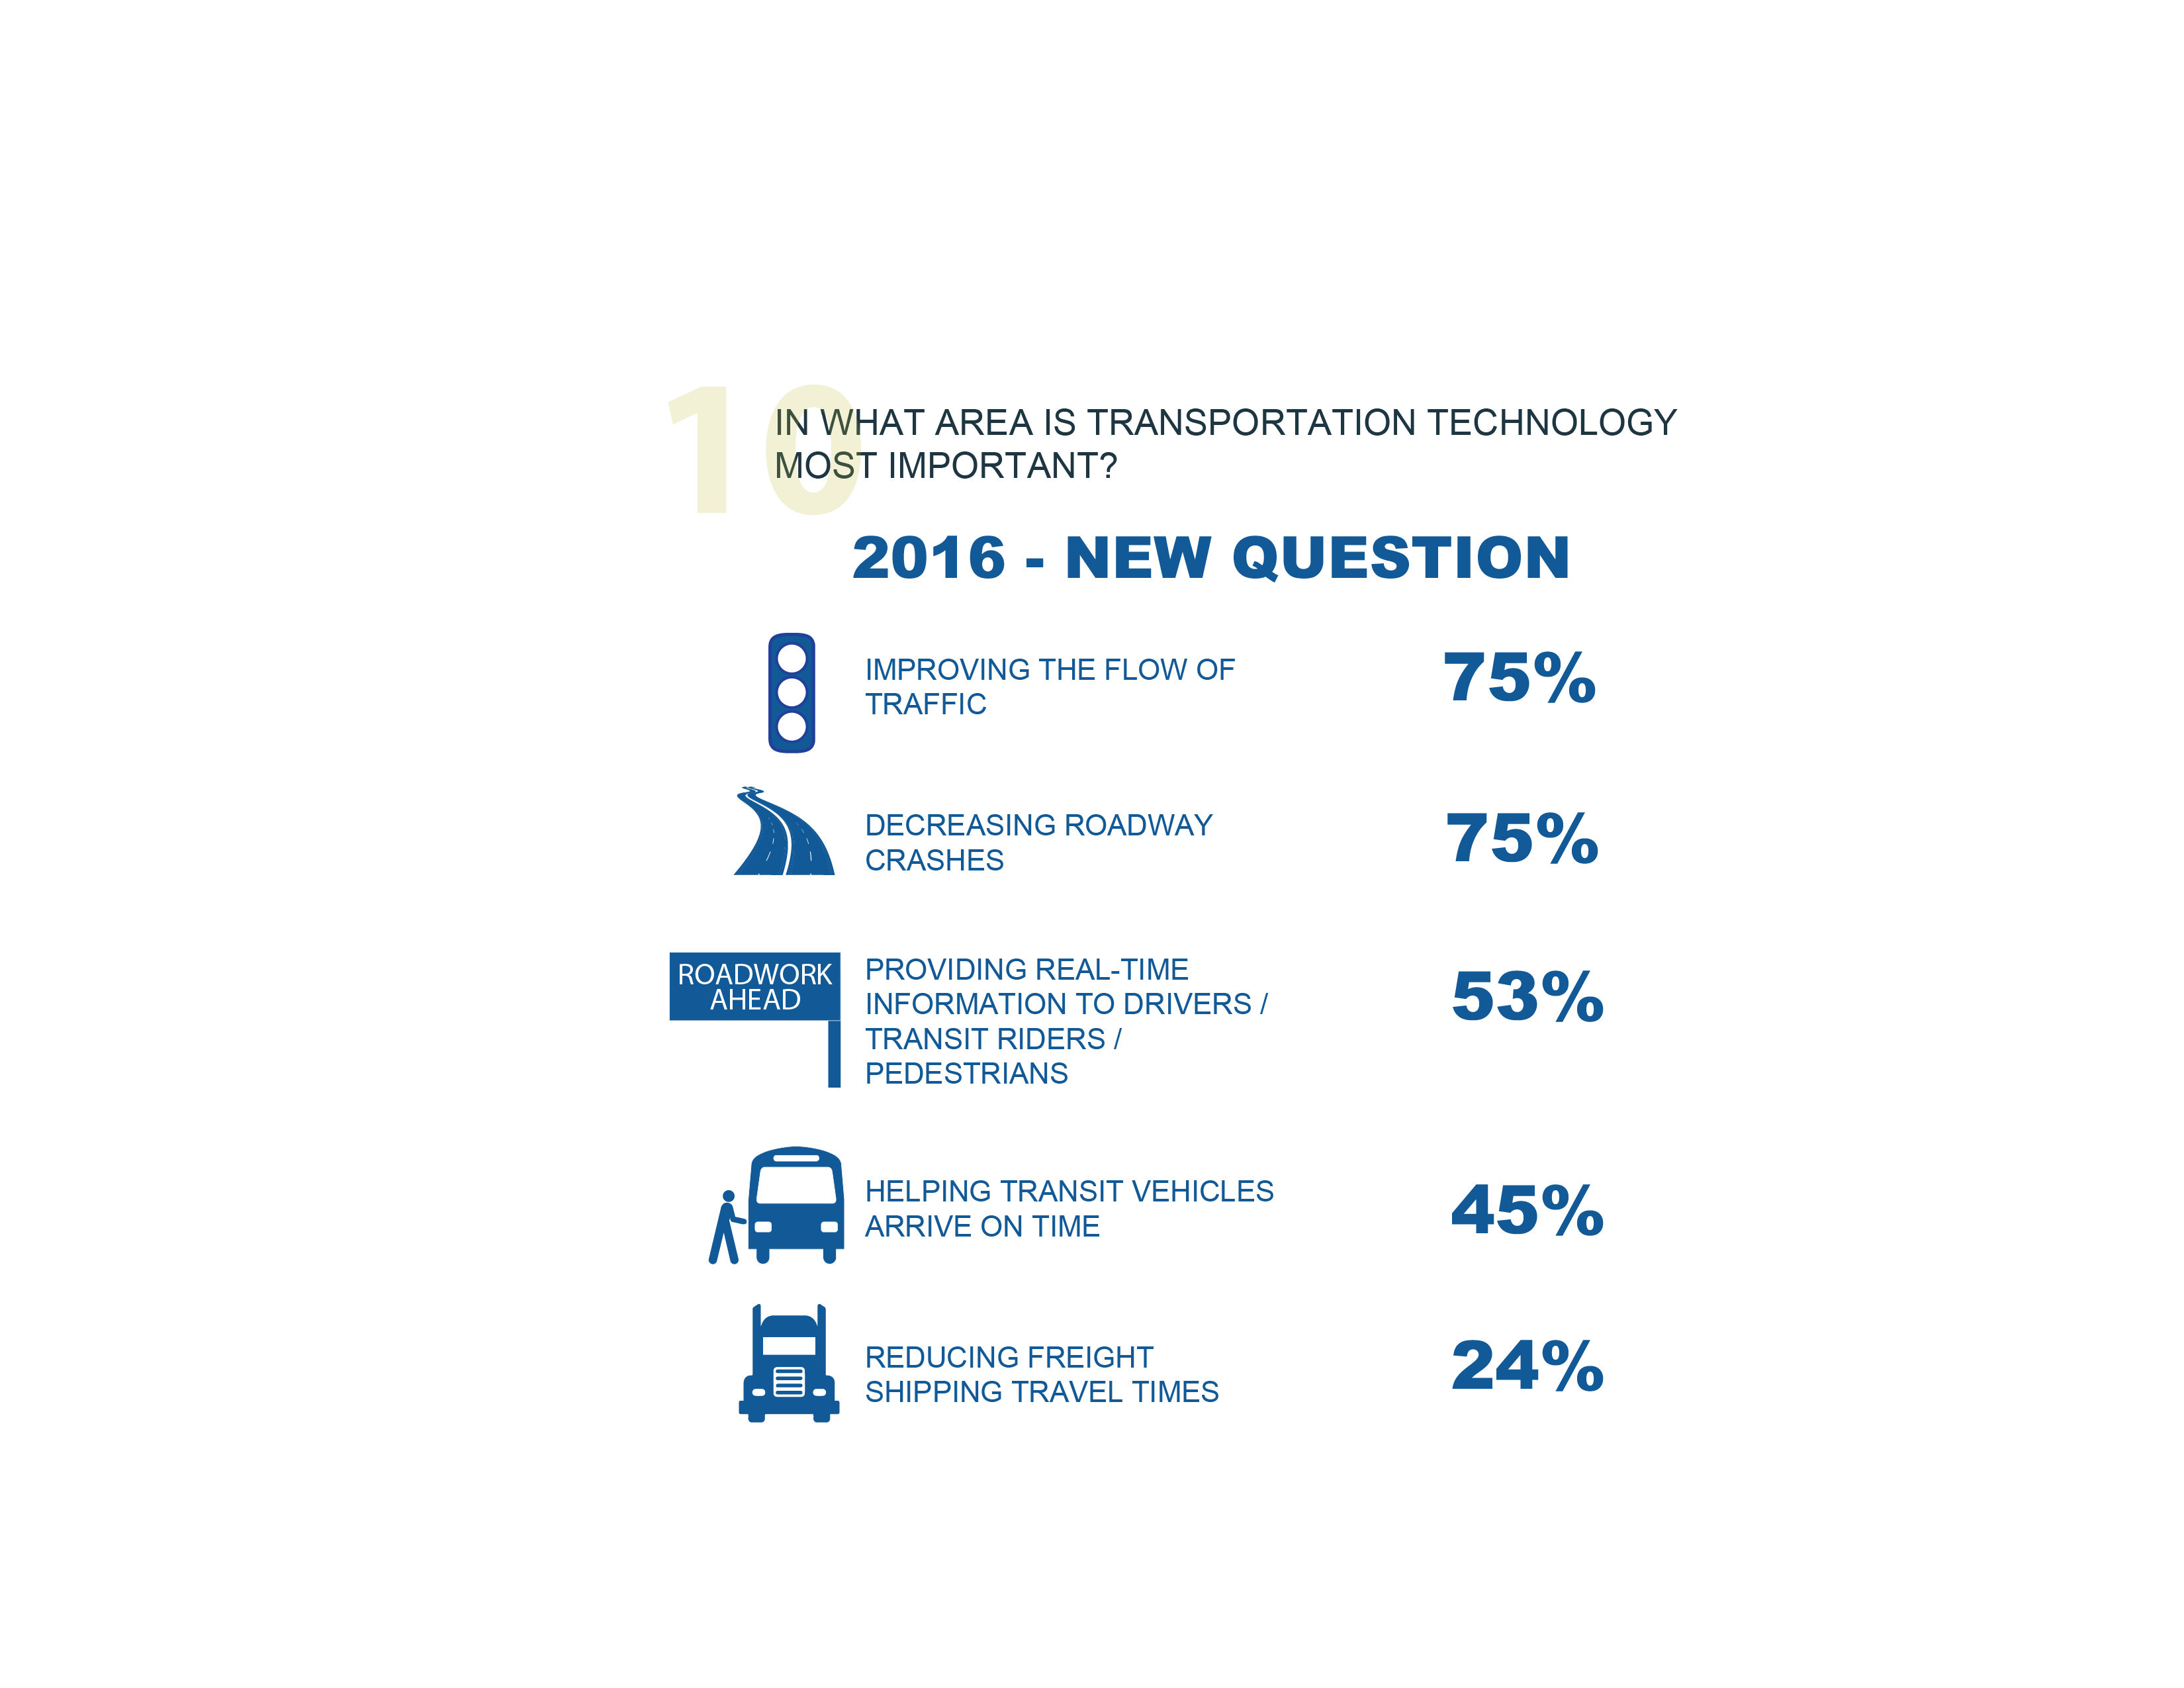 10
IN WHAT AREA IS TRANSPORTATION TECHNOLOGY
MOST IMPORTANT?
2016 - NEW QUESTION
IMPROVING THE FLOW OF
TRAFFIC
75%
DECREASING ROADWAY
CRASHES
75%
ROADWORK
AHEAD
PROVIDING REAL-TIME
INFORMATION TO DRIVERS /
TRANSIT RIDERS /
PEDESTRIANS
53%
HELPING TRANSIT VEHICLES
ARRIVE ON TIME
45%
REDUCING FREIGHT
SHIPPING TRAVEL TIMES
24%